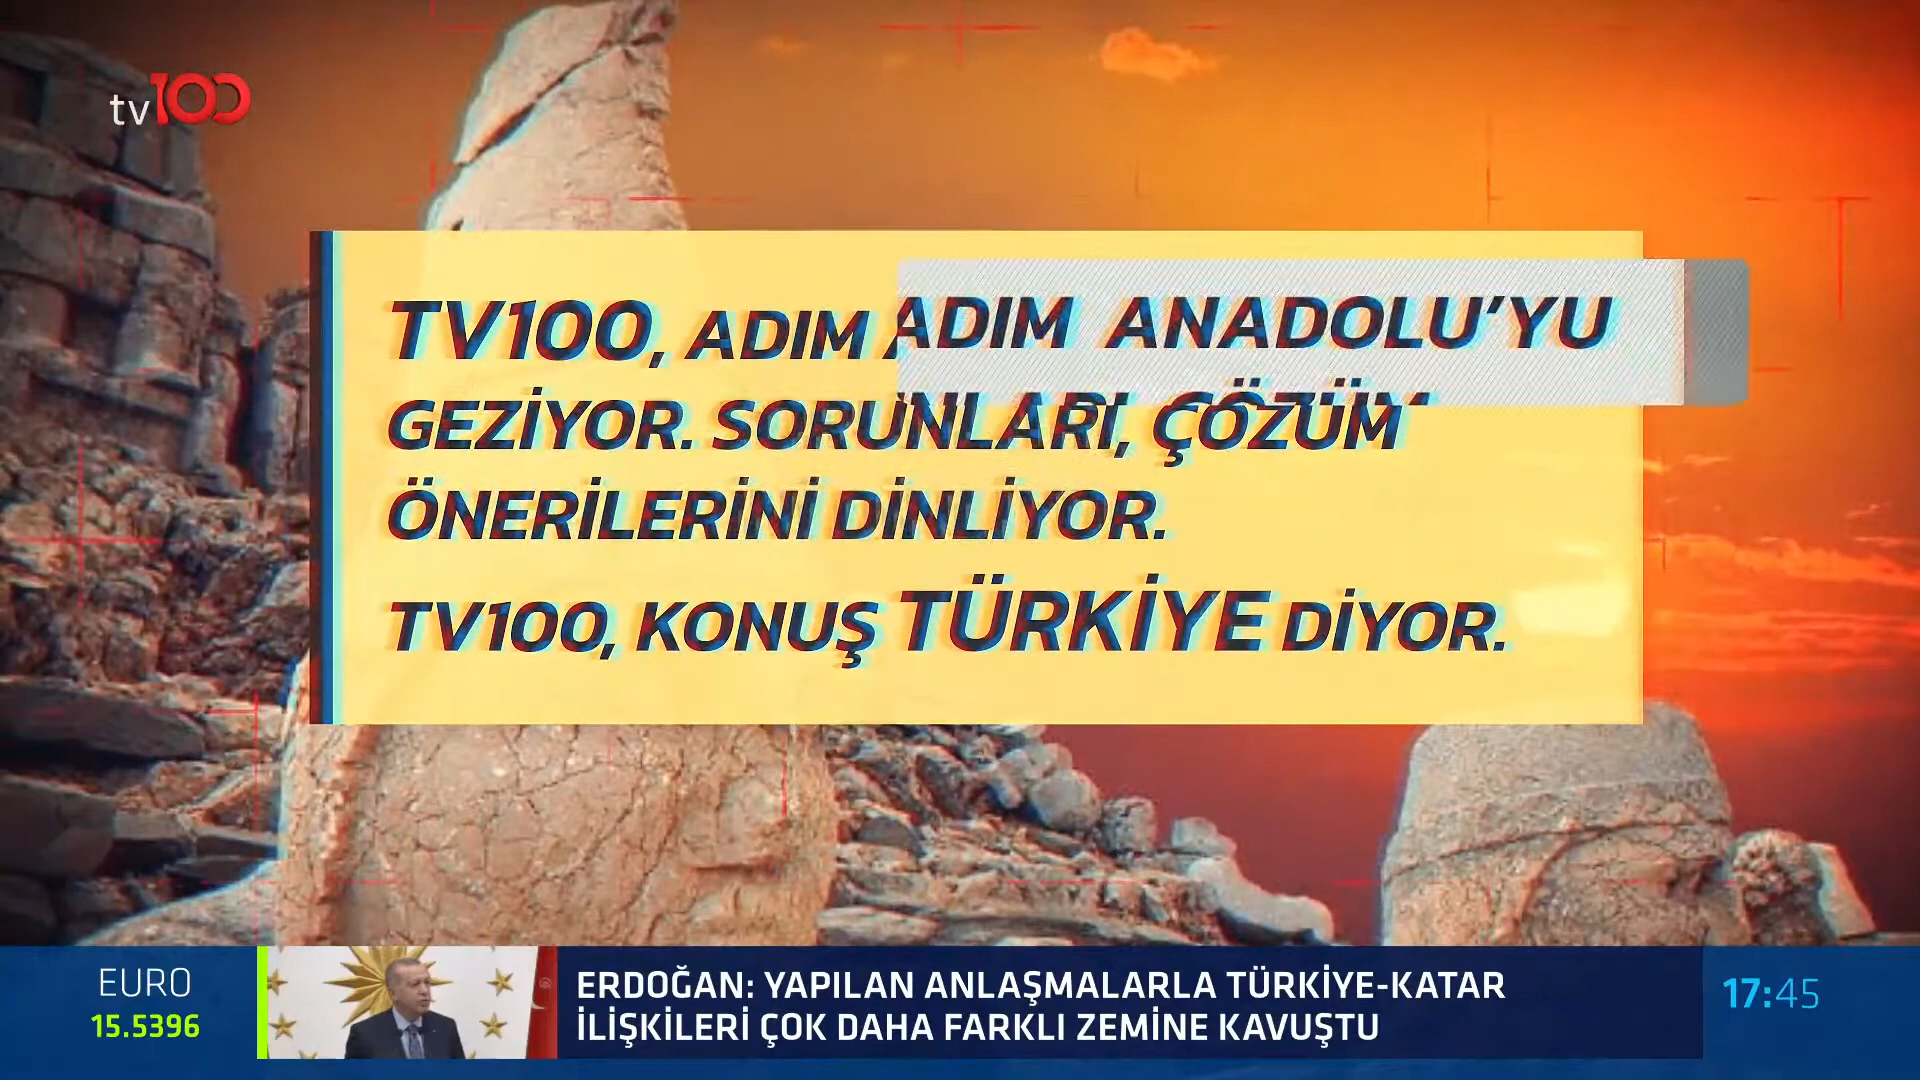 tv100
TV100, ADIM ADIM ANADOLU'YU
GEZİYOR. SORUNLARI, ÇÖZÜM
ÖNERİLERİNİ DİNLİYOR.
TV100, KONUŞ TÜRKİYE DİYOR.
EURO
15.5396
ERDOĞAN: YAPILAN ANLAŞMALARLA TÜRKİYE-KATAR
İLİŞKİLERİ ÇOK DAHA FARKLI ZEMİNE KAVUŞTU
17:45